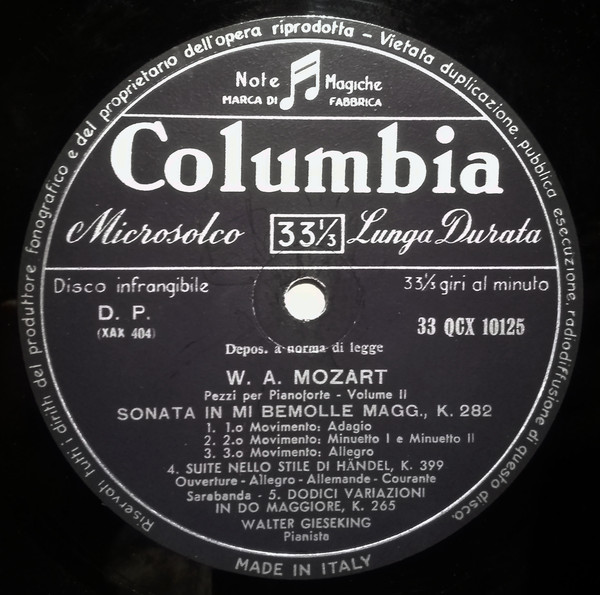 Riservati tutti i diritti del produttore fonografico e del proprietario dell'opera riprodotta – Vietata duplicazione, pubblica esecuzione, radiodiffusione di questo disco.
Note Magiche
MARCA DI FABBRICA
Columbia
Microsolco 33⅓ Lunga Durata
Disco infrangibile 33⅓ giri al minuto
D. P.
(XAX 404) 33 QCX 10125
Depos. a norma di legge
W. A. MOZART
Pezzi per Pianoforte - Volume II
SONATA IN MI BEMOLLE MAGG., K. 282
1. 1.o Movimento: Adagio
2. 2.o Movimento: Minuetto I e Minuetto II
3. 3.o Movimento: Allegro
4. SUITE NELLO STILE DI HÄNDEL, K. 399
Ouverture - Allegro - Allemande - Courante
Sarabanda - 5. DODICI VARIAZIONI
IN DO MAGGIORE, K. 265
WALTER GIESEKING
Pianista
MADE IN ITALY